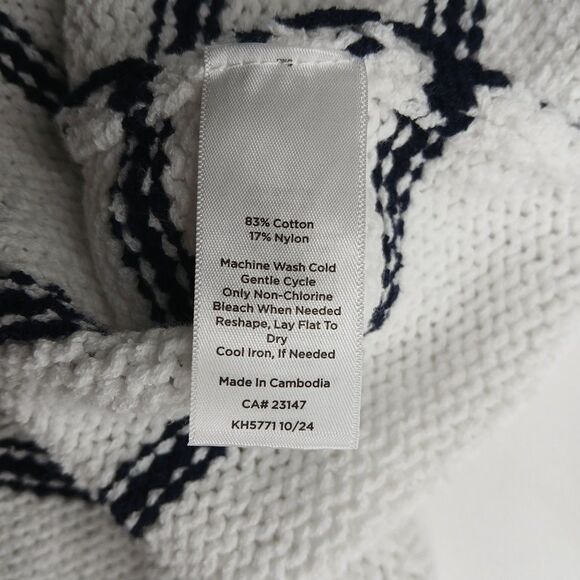 83% Cotton
17% Nylon
Machine Wash Cold
Gentle Cycle
Only Non-Chlorine
Bleach When Needed
Reshape, Lay Flat To
Dry
Cool Iron, If Needed
Made In Cambodia
CA# 23147
KH5771 10/24